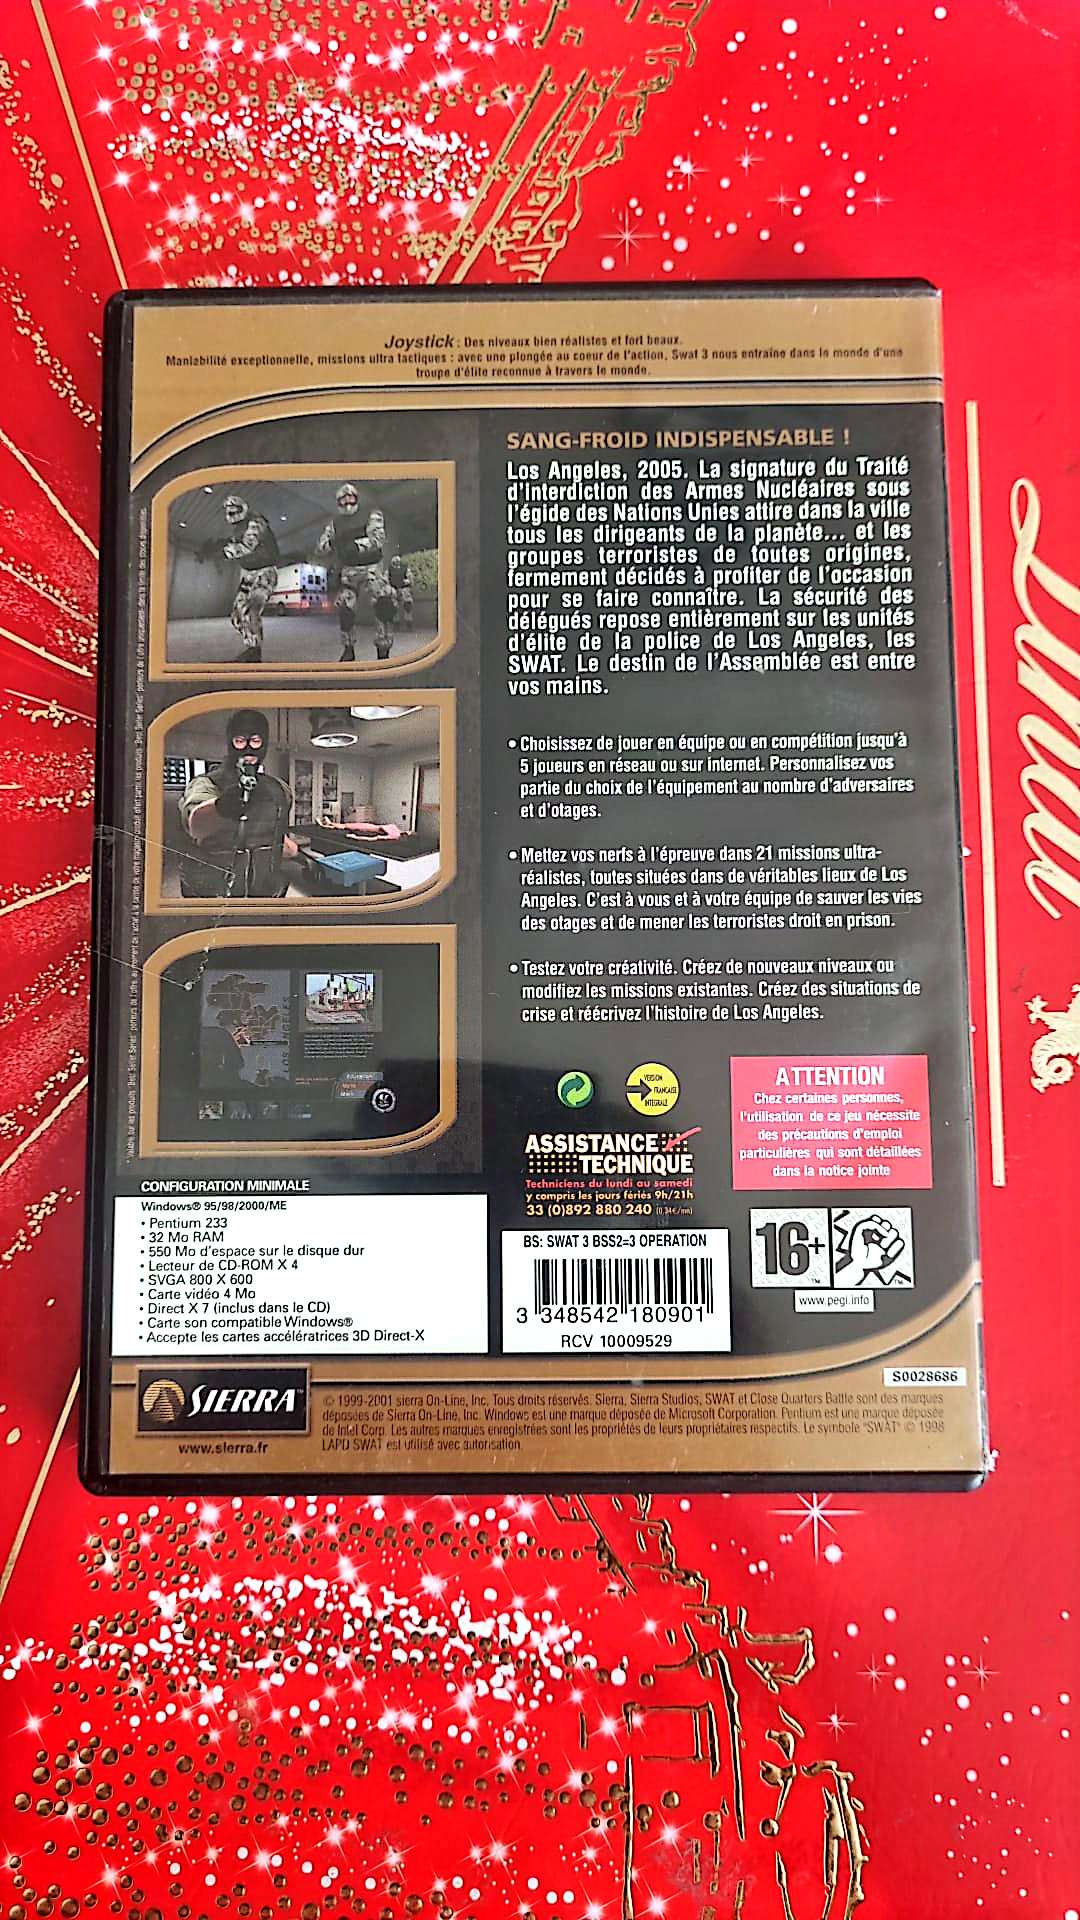 Joystick : Des niveaux bien réalistes et fort beaux.
Maniabilité exceptionnelle, missions ultra tactiques : avec une plongée au coeur de l'action, Swat 3 nous entraîne dans le monde d'une
troupe d'élite reconnue à travers le monde.
SANG-FROID INDISPENSABLE !
Los Angeles, 2005. La signature du Traité
d'interdiction des Armes Nucléaires sous
l'égide des Nations Unies attire dans la ville
tous les dirigeants de la planète... et les
groupes terroristes de toutes origines,
fermement décidés à profiter de l'occasion
pour se faire connaître. La sécurité des
délégués repose entièrement sur les unités
d'élite de la police de Los Angeles, les
SWAT. Le destin de l'Assemblée est entre
vos mains.
• Choisissez de jouer en équipe ou en compétition jusqu'à
5 joueurs en réseau ou sur internet. Personnalisez vos
partie du choix de l'équipement au nombre d'adversaires
et d'otages.
• Mettez vos nerfs à l'épreuve dans 21 missions ultra-
réalistes, toutes situées dans de véritables lieux de Los
Angeles. C'est à vous et à votre équipe de sauver les vies
des otages et de mener les terroristes droit en prison.
• Testez votre créativité. Créez de nouveaux niveaux ou
modifiez les missions existantes. Créez des situations de
crise et réécrivez l'histoire de Los Angeles.
LOS ANGELES
VERSION
FRANÇAISE
INTEGRALE
ASSISTANCE
TECHNIQUE
Techniciens du lundi au samedi
y compris les jours fériés 9h/21h
33 (0)892 880 240 (0,34€/mn)
ATTENTION
Chez certaines personnes,
l'utilisation de ce jeu nécessite
des précautions d'emploi
particulières qui sont détaillées
dans la notice jointe
CONFIGURATION MINIMALE
Windows® 95/98/2000/ME
• Pentium 233
• 32 Mo RAM
• 550 Mo d'espace sur le disque dur
• Lecteur de CD-ROM X 4
• SVGA 800 X 600
• Carte vidéo 4 Mo
• Direct X 7 (inclus dans le CD)
• Carte son compatible Windows®
• Accepte les cartes accélératrices 3D Direct-X
BS: SWAT 3 BSS2=3 OPERATION
3 348542 180901
RCV 10009529
16+
www.pegi.info
S0028686
SIERRA™
www.sierra.fr
© 1999-2001 sierra On-Line, Inc. Tous droits réservés. Sierra, Sierra Studios, SWAT et Close Quarters Battle sont des marques
déposées de Sierra On-Line, Inc. Windows est une marque déposée de Microsoft Corporation. Pentium est une marque déposée
de Intel Corp. Les autres marques enregistrées sont les propriétés de leurs propriétaires respectifs. Le symbole "SWAT" © 1998
LAPD SWAT est utilisé avec autorisation.